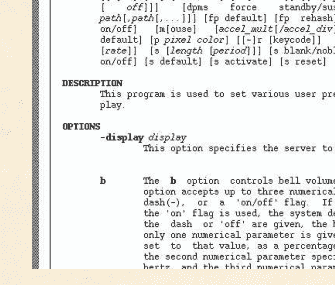 [ off]]] [dpms force standby/sus
path[,path[,...]]] [fp default] [fp rehash
on/off] [m[ouse] [accel_mult[/accel_div]
default] [p pixel color] [[-]r [keycode]]
[rate]] [s [length [period]]] [s blank/nobl
on/off] [s default] [s activate] [s reset]
DESCRIPTION
This program is used to set various user pre
play.
OPTIONS
-display display
This option specifies the server to
b The b option controls bell volume
option accepts up to three numerical
dash(-), or a 'on/off' flag. If
the 'on' flag is used, the system de
the dash or 'off' are given, the b
only one numerical parameter is give
set to that value, as a percentage
the second numerical parameter speci
hertz, and the third numerical param